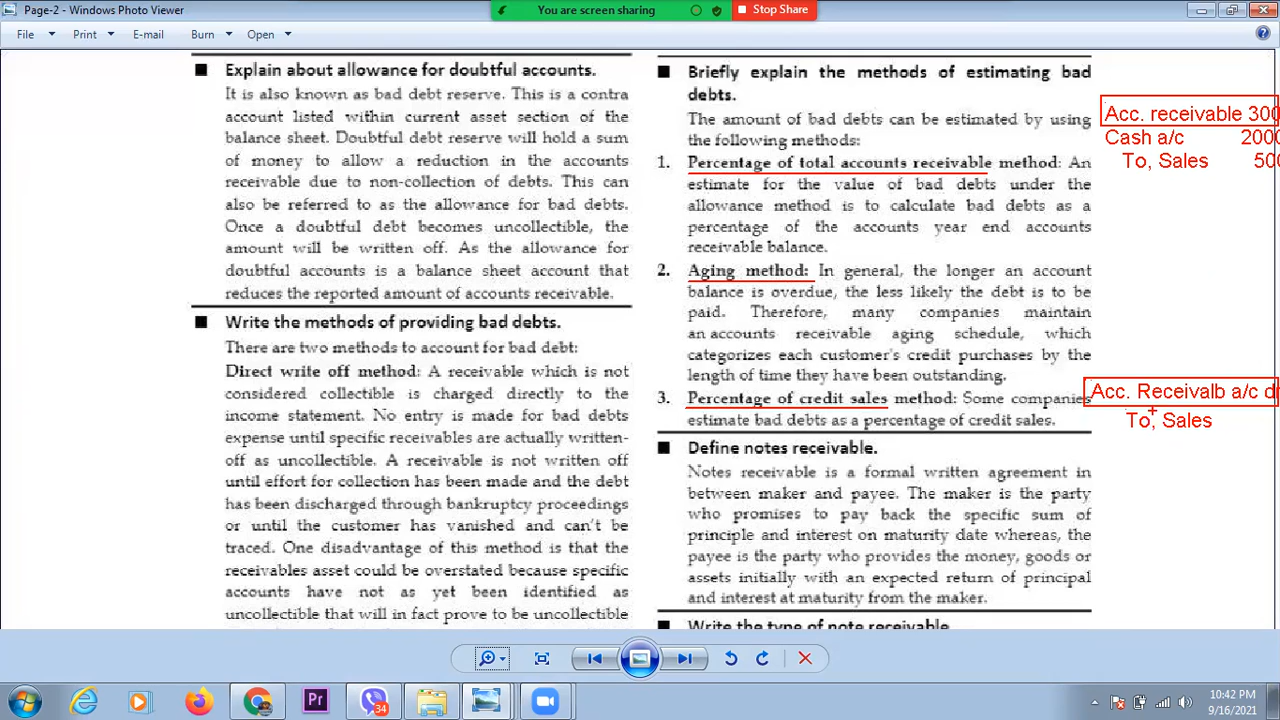 Page-2 - Windows Photo Viewer
You are screen sharing
Stop Share
File Print E-mail Burn Open
■ Explain about allowance for doubtful accounts.
It is also known as bad debt reserve. This is a contra
account listed within current asset section of the
balance sheet. Doubtful debt reserve will hold a sum
of money to allow a reduction in the accounts
receivable due to non-collection of debts. This can
also be referred to as the allowance for bad debts.
Once a doubtful debt becomes uncollectible, the
amount will be written off. As the allowance for
doubtful accounts is a balance sheet account that
reduces the reported amount of accounts receivable.
■ Write the methods of providing bad debts.
There are two methods to account for bad debt:
Direct write off method: A receivable which is not
considered collectible is charged directly to the
income statement. No entry is made for bad debts
expense until specific receivables are actually written-
off as uncollectible. A receivable is not written off
until effort for collection has been made and the debt
has been discharged through bankruptcy proceedings
or until the customer has vanished and can't be
traced. One disadvantage of this method is that the
receivables asset could be overstated because specific
accounts have not as yet been identified as
uncollectible that will in fact prove to be uncollectible
■ Briefly explain the methods of estimating bad
debts.
The amount of bad debts can be estimated by using
the following methods:
1. Percentage of total accounts receivable method: An
estimate for the value of bad debts under the
allowance method is to calculate bad debts as a
percentage of the accounts year end accounts
receivable balance.
2. Aging method: In general, the longer an account
balance is overdue, the less likely the debt is to be
paid. Therefore, many companies maintain
an accounts receivable aging schedule, which
categorizes each customer's credit purchases by the
length of time they have been outstanding.
3. Percentage of credit sales method: Some companies
estimate bad debts as a percentage of credit sales.
■ Define notes receivable.
Notes receivable is a formal written agreement in
between maker and payee. The maker is the party
who promises to pay back the specific sum of
principle and interest on maturity date whereas, the
payee is the party who provides the money, goods or
assets initially with an expected return of principal
and interest at maturity from the maker.
■ Write the type of note receivable.
Acc. receivable 300
Cash a/c 2000
To, Sales 500
Acc. Receivalb a/c dr
To, Sales
34
10:42 PM
9/16/2021